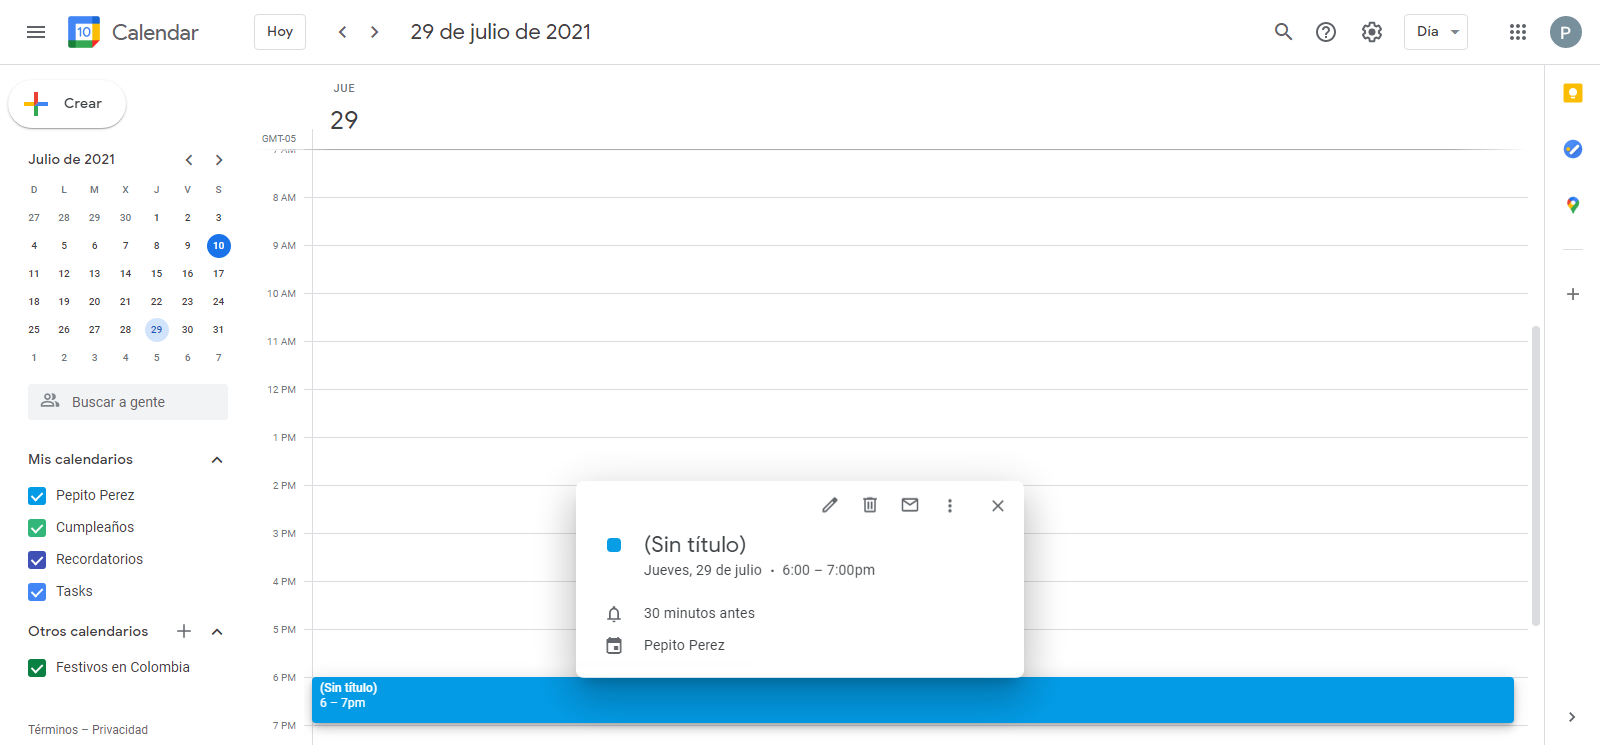 10 Calendar Hoy 29 de julio de 2021 Día P
Crear
JUE
29
GMT-05
Julio de 2021
D L M X J V S
27 28 29 30 1 2 3
4 5 6 7 8 9 10
11 12 13 14 15 16 17
18 19 20 21 22 23 24
25 26 27 28 29 30 31
1 2 3 4 5 6 7
Buscar a gente
Mis calendarios
Pepito Perez
Cumpleaños
Recordatorios
Tasks
Otros calendarios
Festivos en Colombia
Términos – Privacidad
7 AM
8 AM
9 AM
10 AM
11 AM
12 PM
1 PM
2 PM
3 PM
4 PM
5 PM
6 PM
7 PM
(Sin título)
Jueves, 29 de julio • 6:00 – 7:00pm
30 minutos antes
Pepito Perez
(Sin título)
6 – 7pm